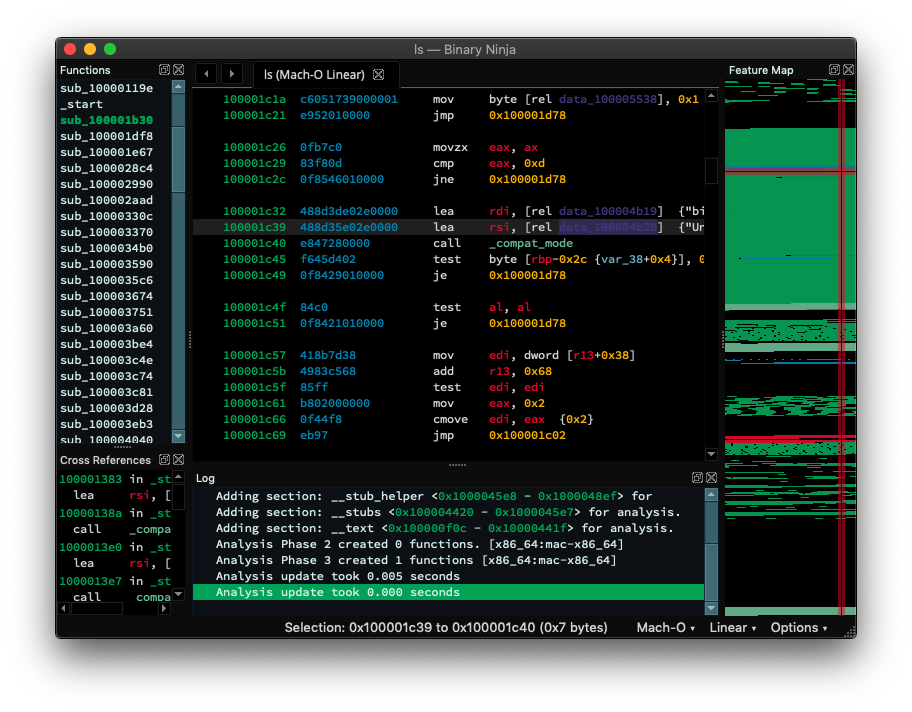 ls — Binary Ninja
Functions
sub_10000119e
_start
sub_100001b30
sub_100001df8
sub_100001e67
sub_1000028c4
sub_100002990
sub_100002aad
sub_10000330c
sub_100003370
sub_1000034b0
sub_100003590
sub_1000035c6
sub_100003674
sub_100003751
sub_100003a60
sub_100003be4
sub_100003c4e
sub_100003c74
sub_100003c81
sub_100003d28
sub_100003eb3
sub_100004040
Cross References
100001383 in _st
lea rsi, [
10000138a in _st
call _compa
1000013e0 in _st
lea rsi, [
1000013e7 in _st
call compa
ls (Mach-O Linear)
100001c1a c6051739000001 mov byte [rel data_100005538], 0x1
100001c21 e952010000 jmp 0x100001d78
100001c26 0fb7c0 movzx eax, ax
100001c29 83f80d cmp eax, 0xd
100001c2c 0f8546010000 jne 0x100001d78
100001c32 488d3de02e0000 lea rdi, [rel data_100004b19] {"bi
100001c39 488d35e02e0000 lea rsi, [rel data_100004b20] {"Un
100001c40 e847280000 call _compat_mode
100001c45 f645d402 test byte [rbp-0x2c {var_38+0x4}], 0
100001c49 0f8429010000 je 0x100001d78
100001c4f 84c0 test al, al
100001c51 0f8421010000 je 0x100001d78
100001c57 418b7d38 mov edi, dword [r13+0x38]
100001c5b 4983c568 add r13, 0x68
100001c5f 85ff test edi, edi
100001c61 b802000000 mov eax, 0x2
100001c66 0f44f8 cmove edi, eax {0x2}
100001c69 eb97 jmp 0x100001c02
Log
Adding section: __stub_helper <0x1000045e8 - 0x1000048ef> for
Adding section: __stubs <0x100004420 - 0x1000045e7> for analysis.
Adding section: __text <0x100000f0c - 0x10000441f> for analysis.
Analysis Phase 2 created 0 functions. [x86_64:mac-x86_64]
Analysis Phase 3 created 1 functions [x86_64:mac-x86_64]
Analysis update took 0.005 seconds
Analysis update took 0.000 seconds
Feature Map
Selection: 0x100001c39 to 0x100001c40 (0x7 bytes) Mach-O Linear Options